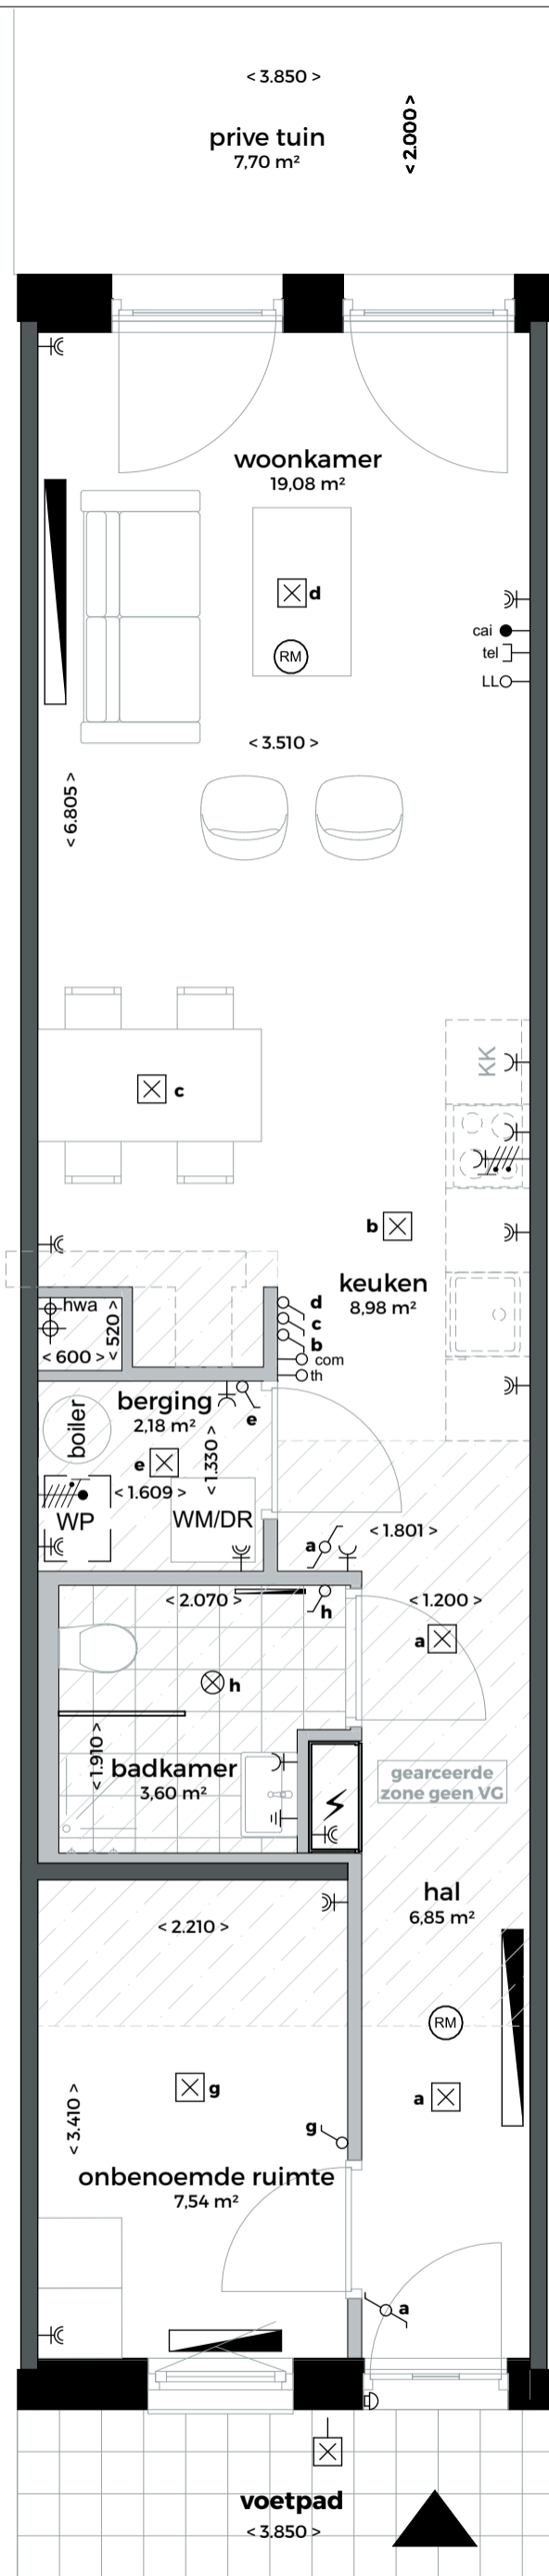 < 3.850 >
< 2.000 >
prive tuin
7,70 m²
woonkamer
19,08 m²
d
RM
cai
tel
LL
< 3.510 >
< 6.805 >
KK
c
b
keuken
8,98 m²
hwa
< 520 >
< 600 >
d
c
b
com
th
berging
2,18 m²
e
boiler
e
< 1.330 >
< 1.609 >
WP
WM/DR
< 1.801 >
a
< 2.070 >
h
< 1.200 >
a
h
< 1.910 >
badkamer
3,60 m²
gearceerde
zone geen VG
hal
6,85 m²
< 2.210 >
RM
g
a
< 3.410 >
g
onbenoemde ruimte
7,54 m²
a
voetpad
< 3.850 >